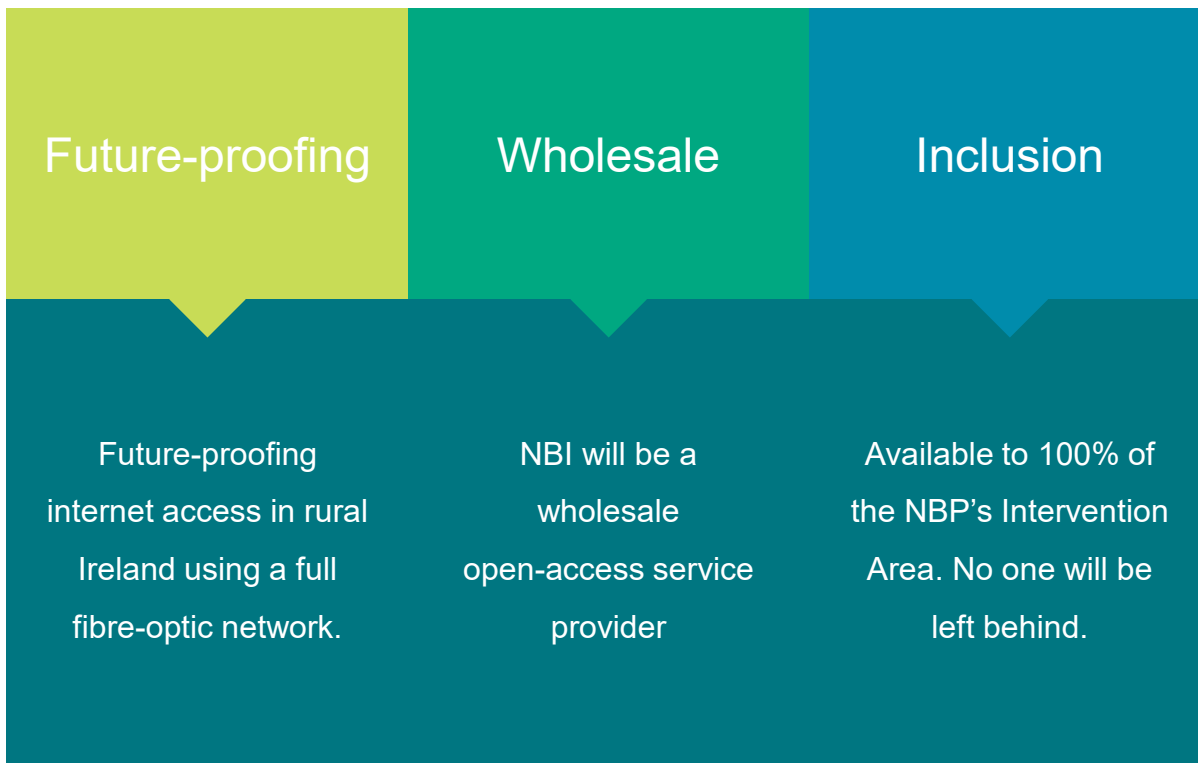 Future-proofing
Wholesale
Inclusion
Future-proofing
internet access in rural
Ireland using a full
fibre-optic network.
NBI will be a
wholesale
open-access service
provider
Available to 100% of
the NBP’s Intervention
Area. No one will be
left behind.